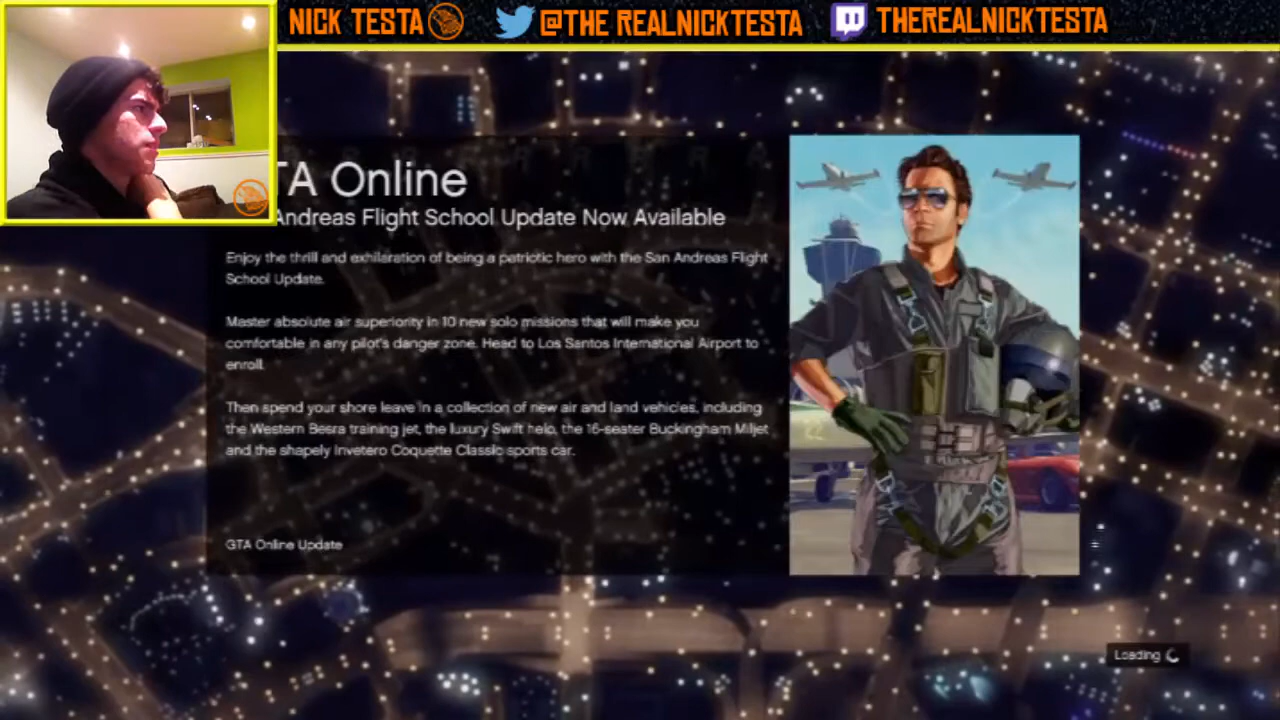 NICK TESTA @THE REALNICKTESTA THEREALNICKTESTA
TA Online
Andreas Flight School Update Now Available
Enjoy the thrill and exhilaration of being a patriotic hero with the San Andreas Flight
School Update.
Master absolute air superiority in 10 new solo missions that will make you
comfortable in any pilot's danger zone. Head to Los Santos International Airport to
enroll.
Then spend your shore leave in a collection of new air and land vehicles, including
the Western Besra training jet, the luxury Swift helo, the 16-seater Buckingham Miljet
and the shapely Invetero Coquette Classic sports car.
GTA Online Update
Loading